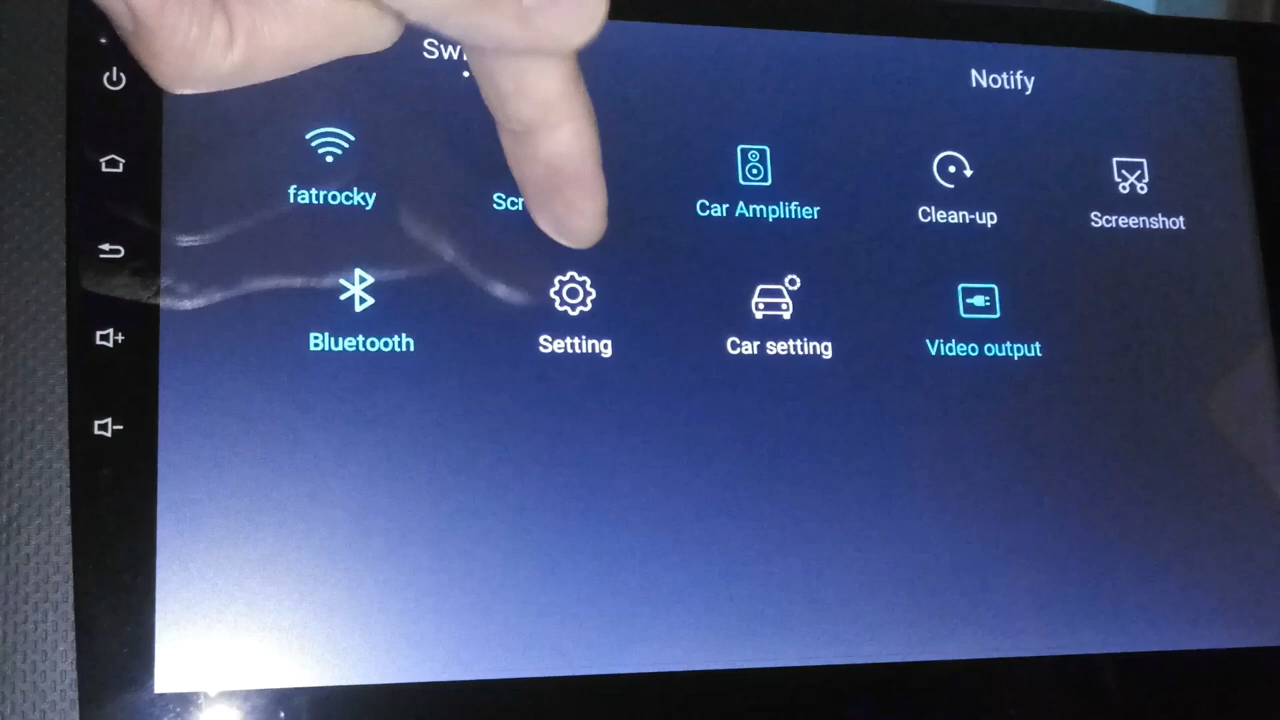 Notify
fatrocky
Car Amplifier
Clean-up
Screenshot
Bluetooth
Setting
Car setting
Video output